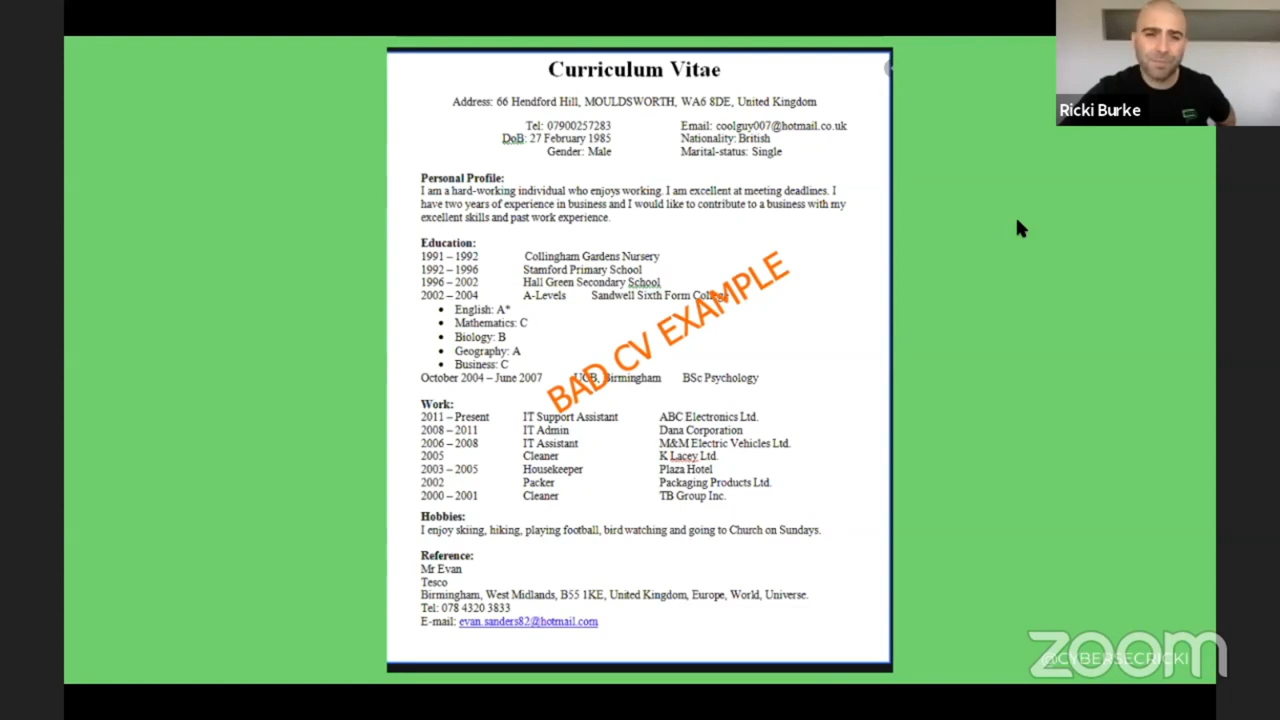 Curriculum Vitae
Address: 66 Hendford Hill, MOULDSWORTH, WA6 8DE, United Kingdom
Tel: 07900257283 Email: coolguy007@hotmail.co.uk
DoB: 27 February 1985 Nationality: British
Gender: Male Marital-status: Single
Personal Profile:
I am a hard-working individual who enjoys working. I am excellent at meeting deadlines. I
have two years of experience in business and I would like to contribute to a business with my
excellent skills and past work experience.
Education:
1991 – 1992 Collingham Gardens Nursery
1992 – 1996 Stamford Primary School
1996 – 2002 Hall Green Secondary School
2002 – 2004 A-Levels Sandwell Sixth Form College
• English: A*
• Mathematics: C
• Biology: B
• Geography: A
• Business: C
October 2004 – June 2007 UCB, Birmingham BSc Psychology
BAD CV EXAMPLE
Work:
2011 – Present IT Support Assistant ABC Electronics Ltd.
2008 – 2011 IT Admin Dana Corporation
2006 – 2008 IT Assistant M&M Electric Vehicles Ltd.
2005 Cleaner K Lacey Ltd.
2003 – 2005 Housekeeper Plaza Hotel
2002 Packer Packaging Products Ltd.
2000 – 2001 Cleaner TB Group Inc.
Hobbies:
I enjoy skiing, hiking, playing football, bird watching and going to Church on Sundays.
Reference:
Mr Evan
Tesco
Birmingham, West Midlands, B55 1KE, United Kingdom, Europe, World, Universe.
Tel: 078 4320 3833
E-mail: evan.sanders82@hotmail.com
Ricki Burke
zoom
@CYBERSECRICKI